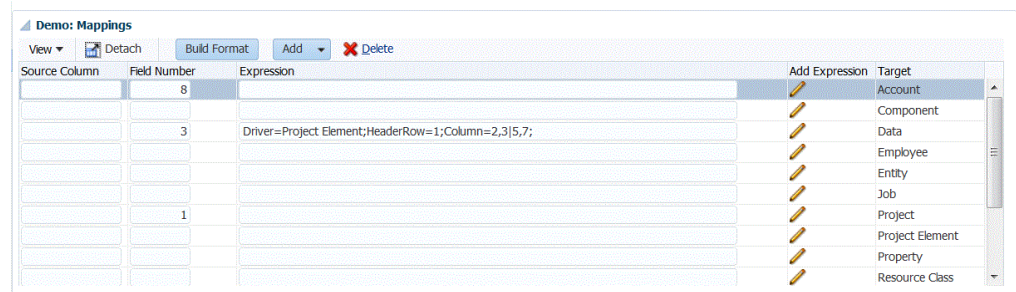 Demo: Mappings
View Detach Build Format Add Delete
Source Column Field Number Expression Add Expression Target
8 Account
Component
3 Driver=Project Element;HeaderRow=1;Column=2,3|5,7; Data
Employee
Entity
Job
1 Project
Project Element
Property
Resource Class